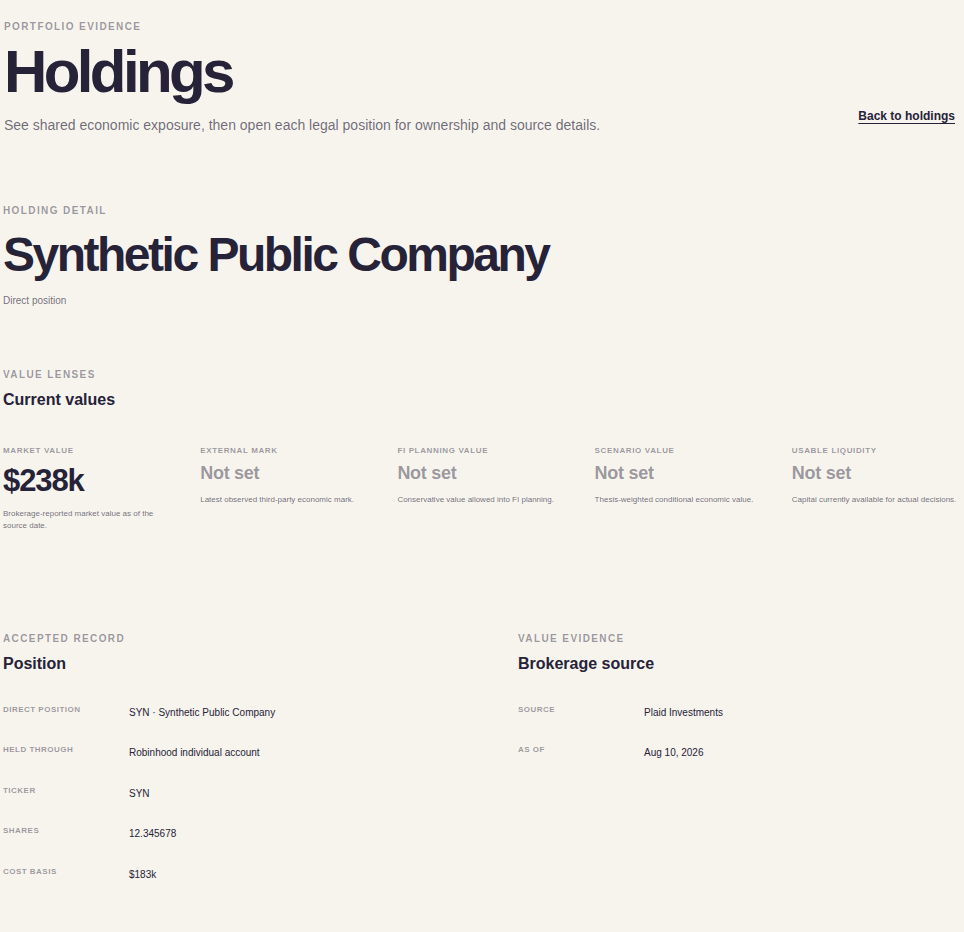 PORTFOLIO EVIDENCE
Holdings
See shared economic exposure, then open each legal position for ownership and source details.
Back to holdings
HOLDING DETAIL
Synthetic Public Company
Direct position
VALUE LENSES
Current values
MARKET VALUE
$238k
Brokerage-reported market value as of the
source date.
EXTERNAL MARK
Not set
Latest observed third-party economic mark.
FI PLANNING VALUE
Not set
Conservative value allowed into FI planning.
SCENARIO VALUE
Not set
Thesis-weighted conditional economic value.
USABLE LIQUIDITY
Not set
Capital currently available for actual decisions.
ACCEPTED RECORD
Position
DIRECT POSITION
SYN · Synthetic Public Company
HELD THROUGH
Robinhood individual account
TICKER
SYN
SHARES
12.345678
COST BASIS
$183k
VALUE EVIDENCE
Brokerage source
SOURCE
Plaid Investments
AS OF
Aug 10, 2026